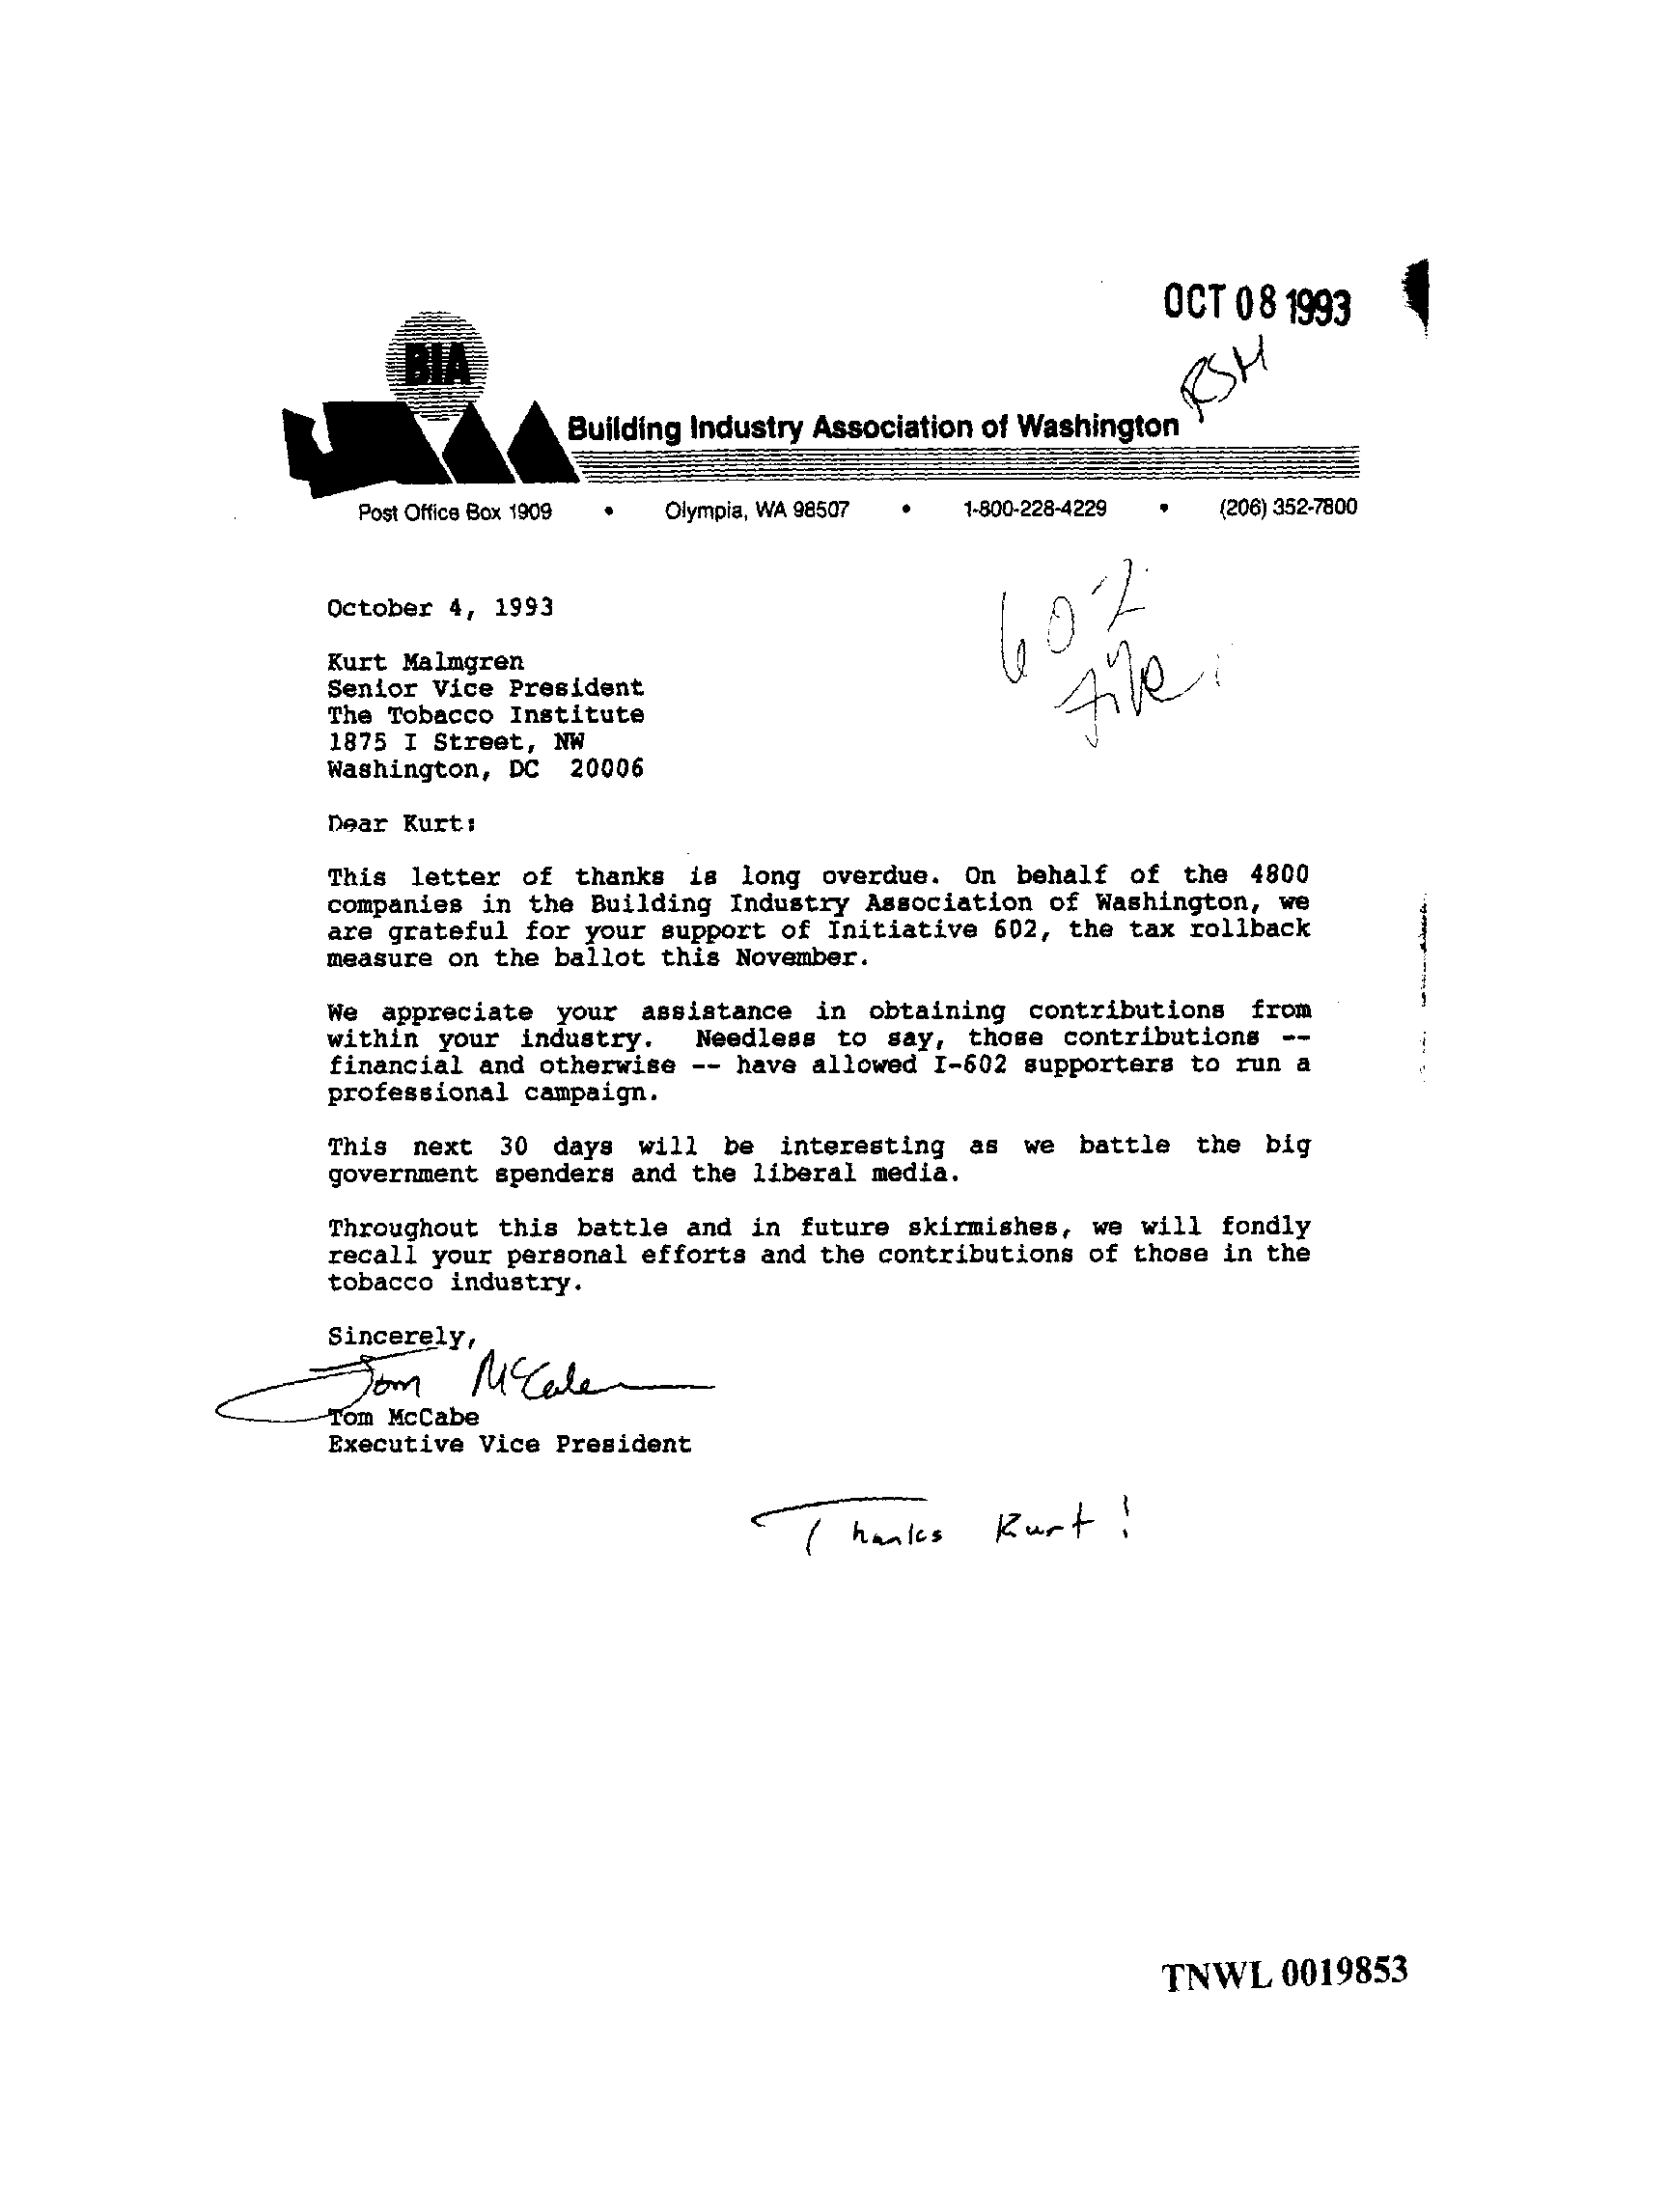 OCT 08 1993
RSM
BIA
Building Industry Association of Washington
Post Office Box 1909 • Olympia, WA 98507 • 1-800-228-4229 • (206) 352-7800
602
file
October 4, 1993
Kurt Malmgren
Senior Vice President
The Tobacco Institute
1875 I Street, NW
Washington, DC 20006
Dear Kurt:
This letter of thanks is long overdue. On behalf of the 4800
companies in the Building Industry Association of Washington, we
are grateful for your support of Initiative 602, the tax rollback
measure on the ballot this November.
We appreciate your assistance in obtaining contributions from
within your industry. Needless to say, those contributions --
financial and otherwise -- have allowed I-602 supporters to run a
professional campaign.
This next 30 days will be interesting as we battle the big
government spenders and the liberal media.
Throughout this battle and in future skirmishes, we will fondly
recall your personal efforts and the contributions of those in the
tobacco industry.
Sincerely,
Tom McCabe
Tom McCabe
Executive Vice President
Thanks Kurt!
TNWL 0019853